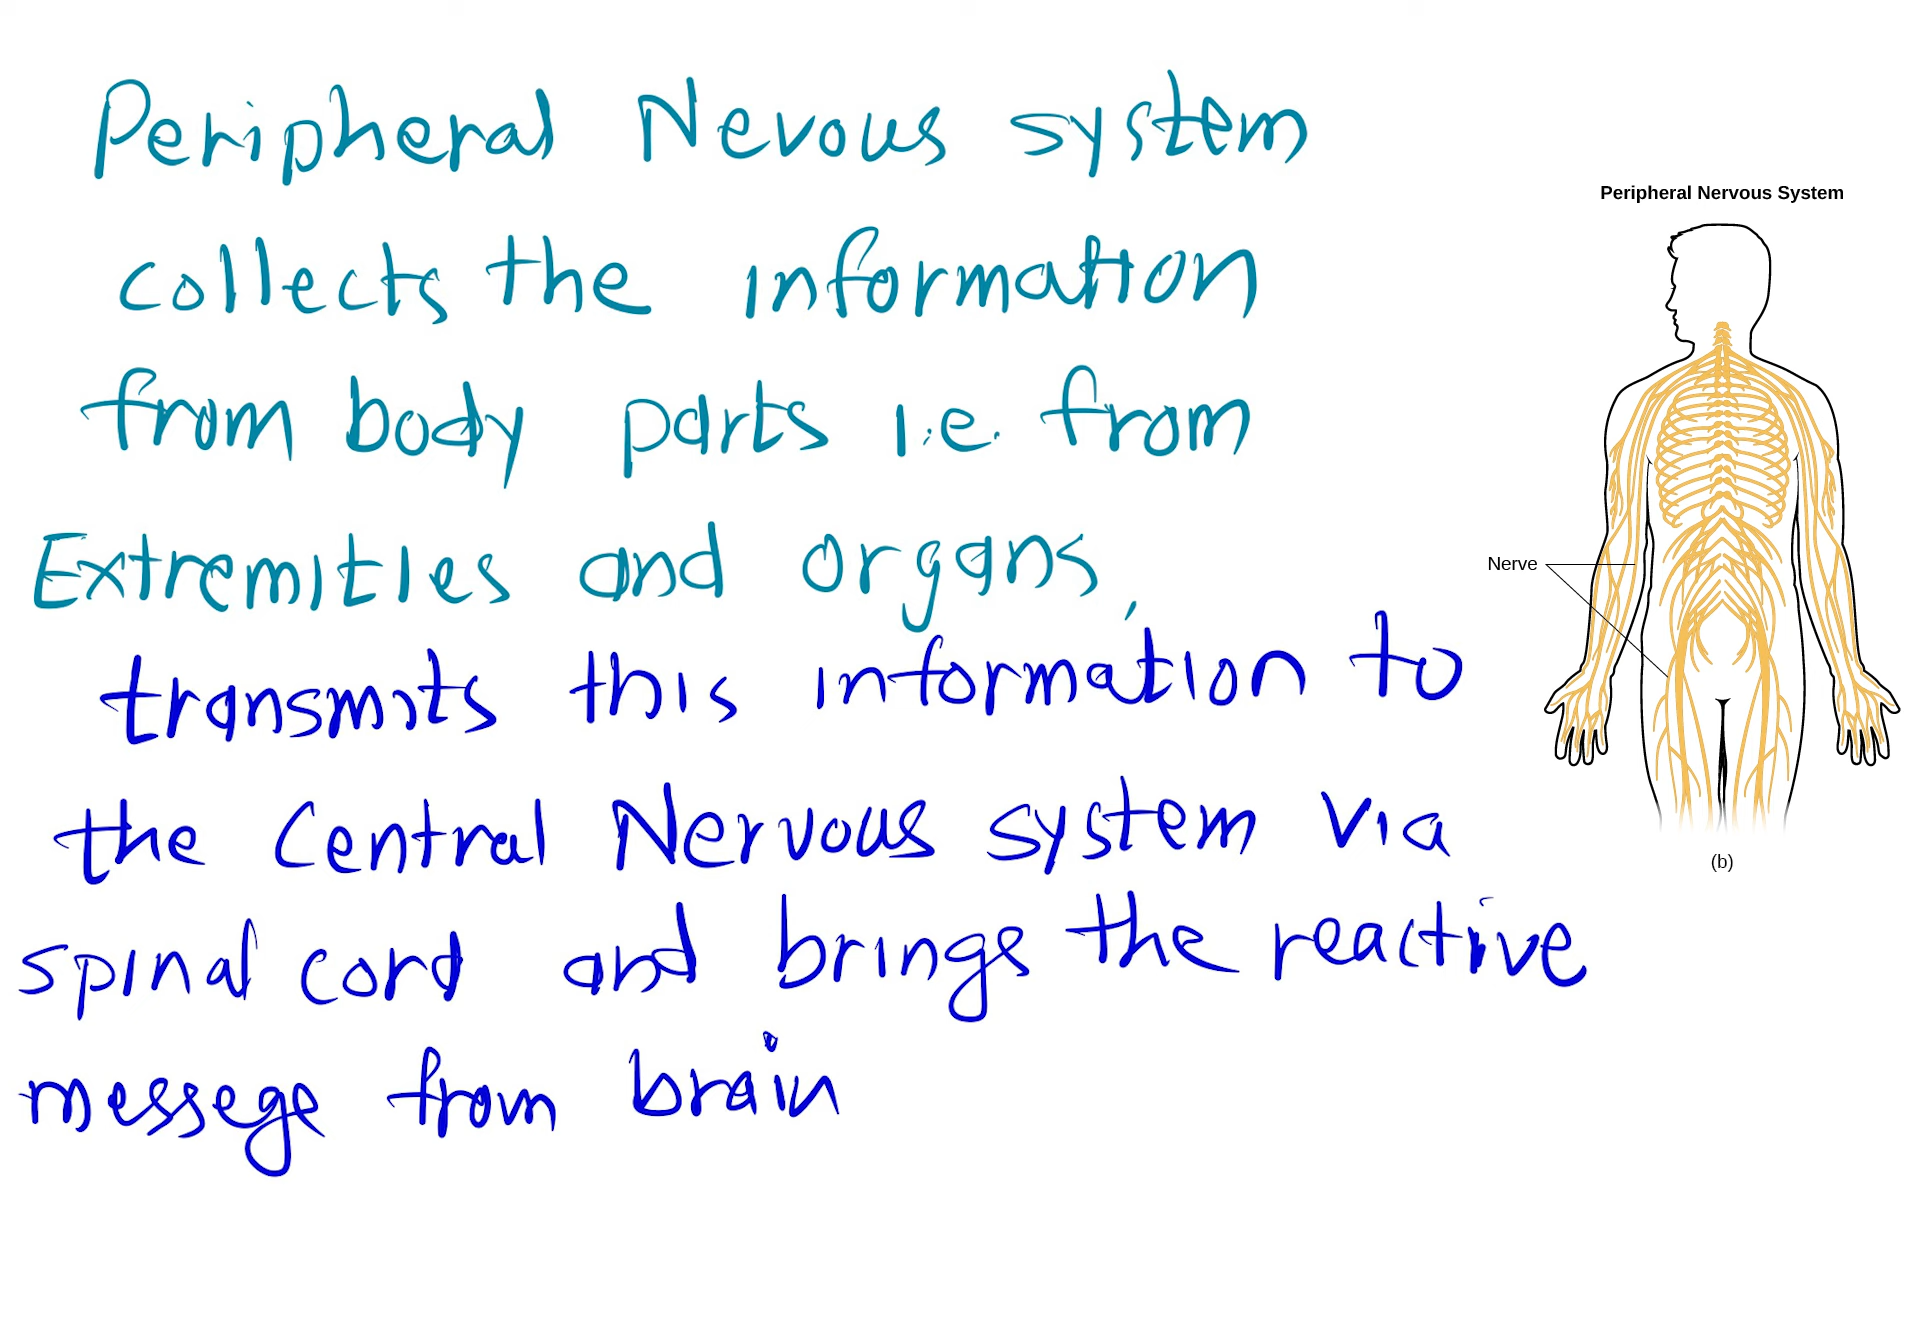 Peripheral Nevous system
collects the information
from body parts i.e. from
Extremities and organs,
transmits this information to
the Central Nervous system via
spinal cord and brings the reactive
messege from brain
Peripheral Nervous System
Nerve
(b)